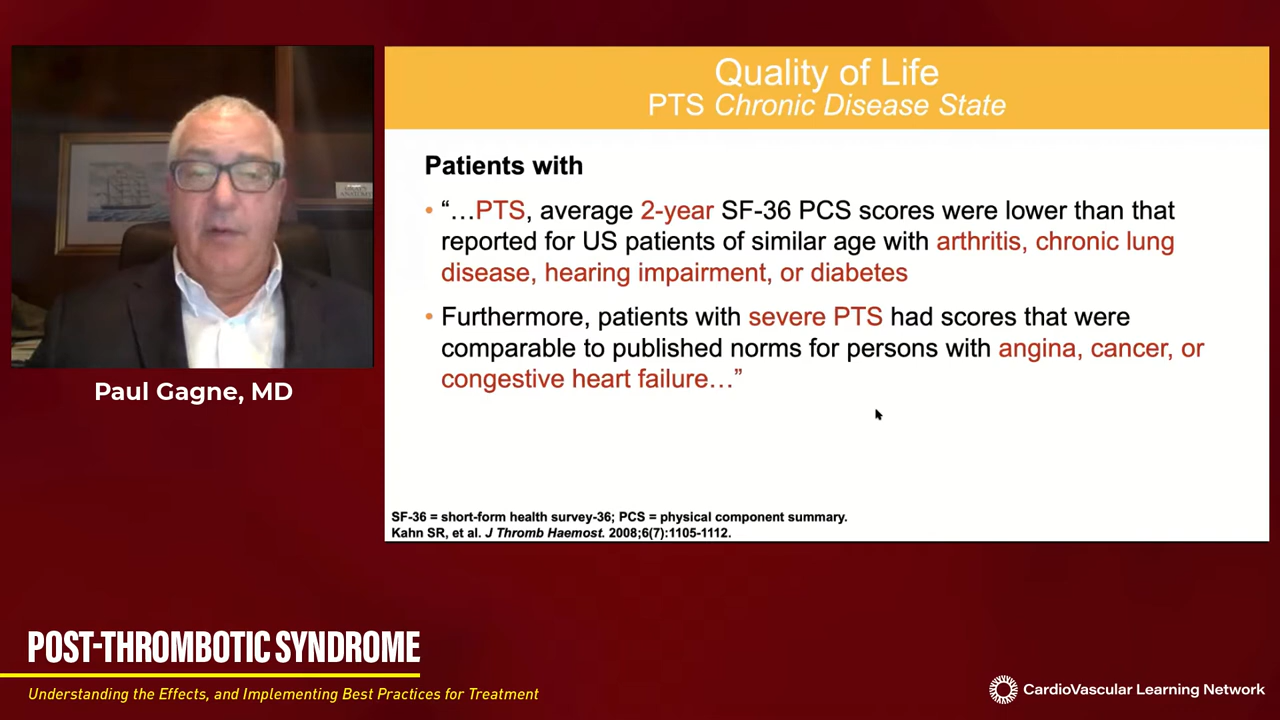 Quality of Life
PTS Chronic Disease State
Patients with
• “…PTS, average 2-year SF-36 PCS scores were lower than that
reported for US patients of similar age with arthritis, chronic lung
disease, hearing impairment, or diabetes
• Furthermore, patients with severe PTS had scores that were
comparable to published norms for persons with angina, cancer, or
congestive heart failure…”
SF-36 = short-form health survey-36; PCS = physical component summary.
Kahn SR, et al. J Thromb Haemost. 2008;6(7):1105-1112.
Paul Gagne, MD
POST-THROMBOTIC SYNDROME
Understanding the Effects, and Implementing Best Practices for Treatment
CardioVascular Learning Network